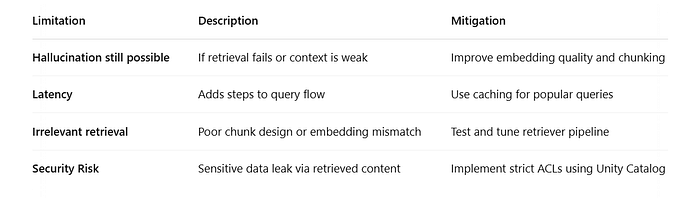 Limitation Description Mitigation
Hallucination still possible If retrieval fails or context is weak Improve embedding quality and chunking
Latency Adds steps to query flow Use caching for popular queries
Irrelevant retrieval Poor chunk design or embedding mismatch Test and tune retriever pipeline
Security Risk Sensitive data leak via retrieved content Implement strict ACLs using Unity Catalog